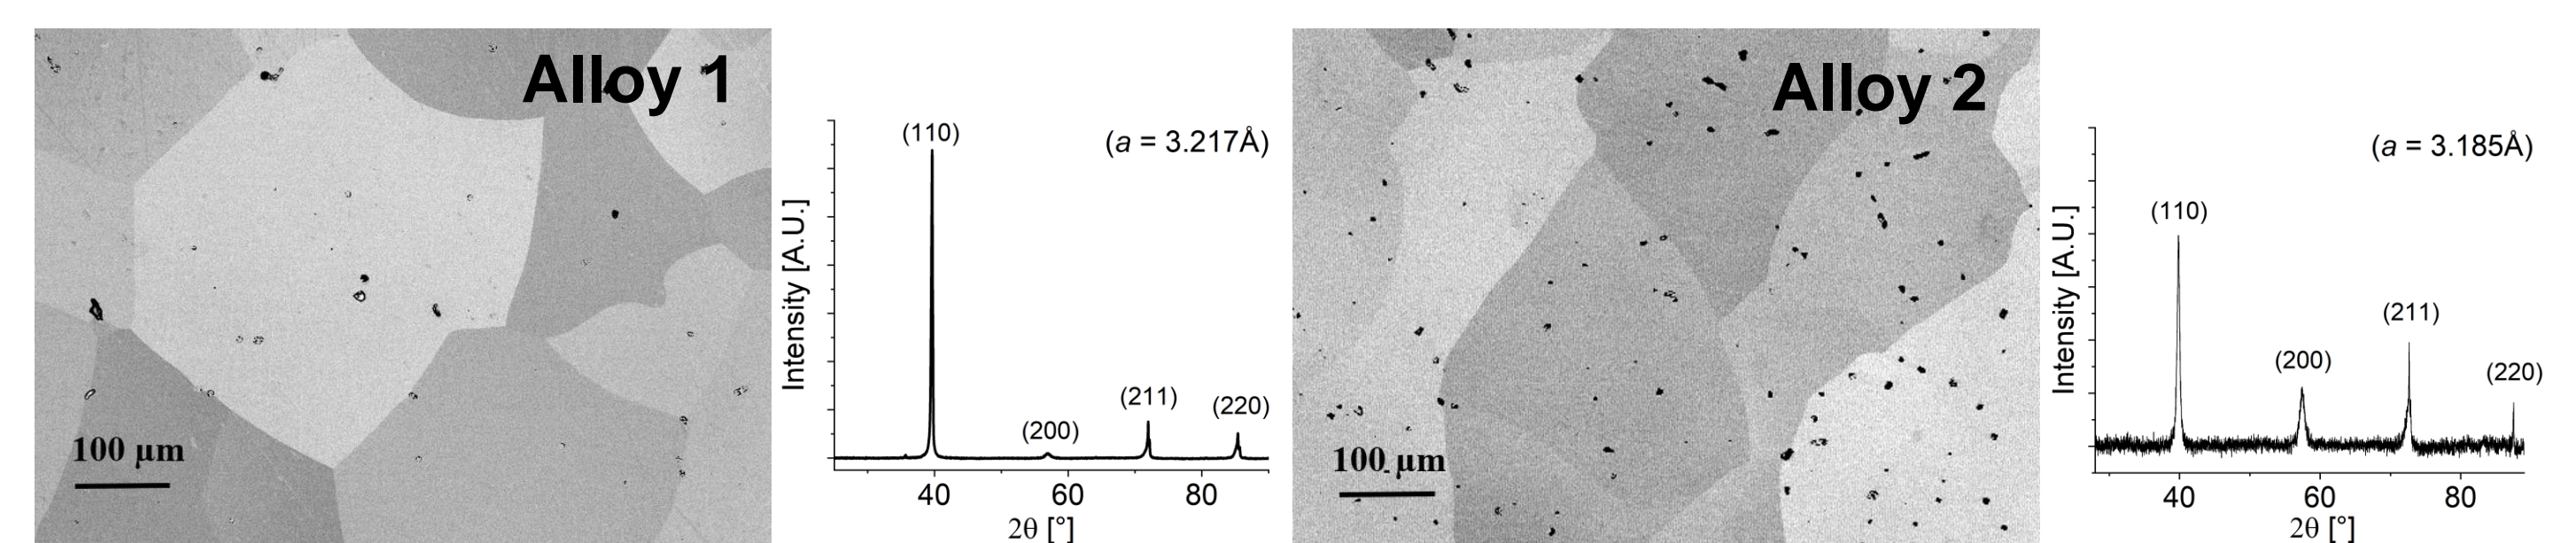 Alloy 1
100 µm
(110)
(a = 3.217Å)
(200)
(211)
(220)
Intensity [A.U.]
40 60 80
2θ [°]
Alloy 2
100 µm
(110)
(a = 3.185Å)
(200)
(211)
(220)
Intensity [A.U.]
40 60 80
2θ [°]